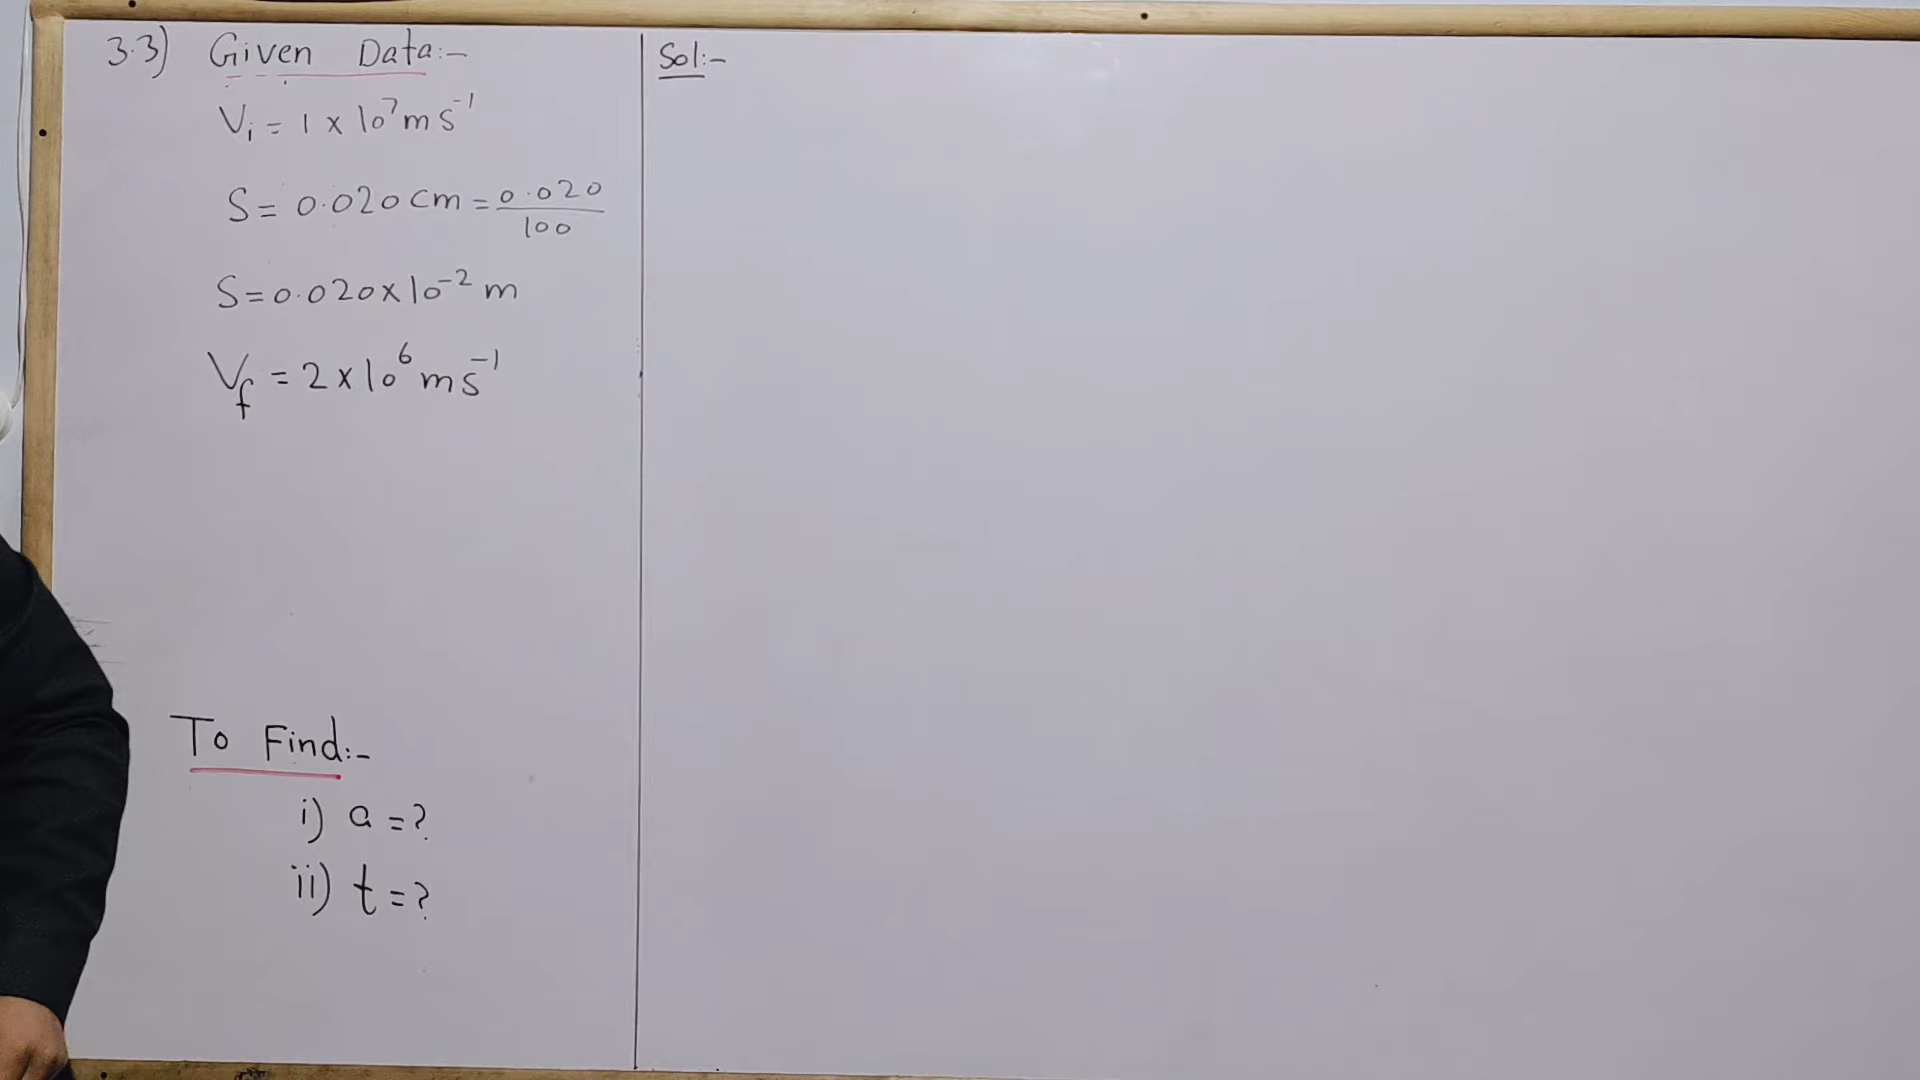 3.3) Given Data:-
Vi = 1 × 10⁷ m s⁻¹
S = 0.020 cm = 0.020/100
S = 0.020 × 10⁻² m
Vf = 2 × 10⁶ m s⁻¹
To Find:-
i) a = ?
ii) t = ?
Sol:-